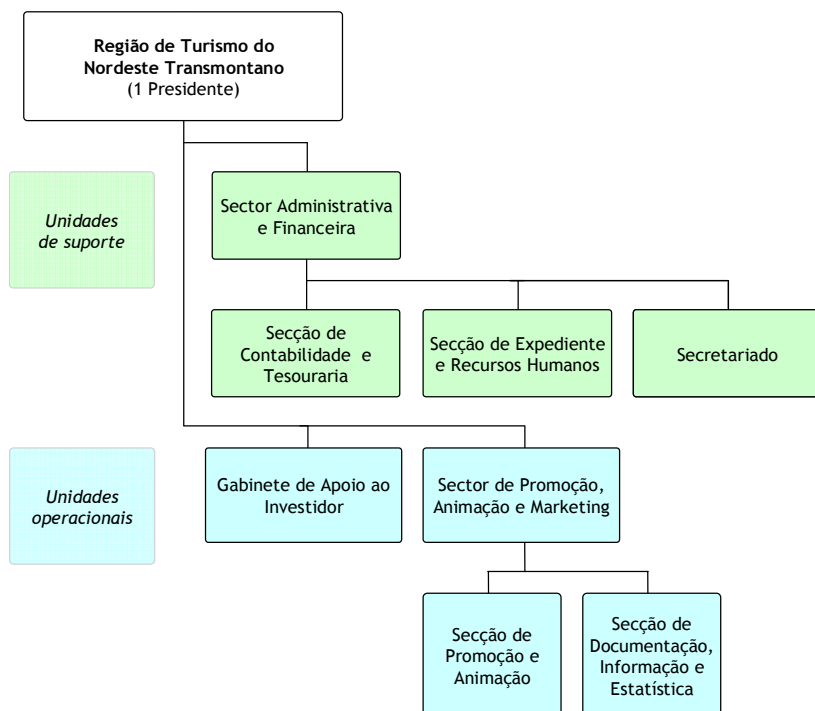 Região de Turismo do
Nordeste Transmontano
(1 Presidente)
Unidades
de suporte
Sector Administrativa
e Financeira
Secção de
Contabilidade e
Tesouraria
Secção de Expediente
e Recursos Humanos
Secretariado
Unidades
operacionais
Gabinete de Apoio ao
Investidor
Sector de Promoção,
Animação e Marketing
Secção de
Promoção e
Animação
Secção de
Documentação,
Informação e
Estatística